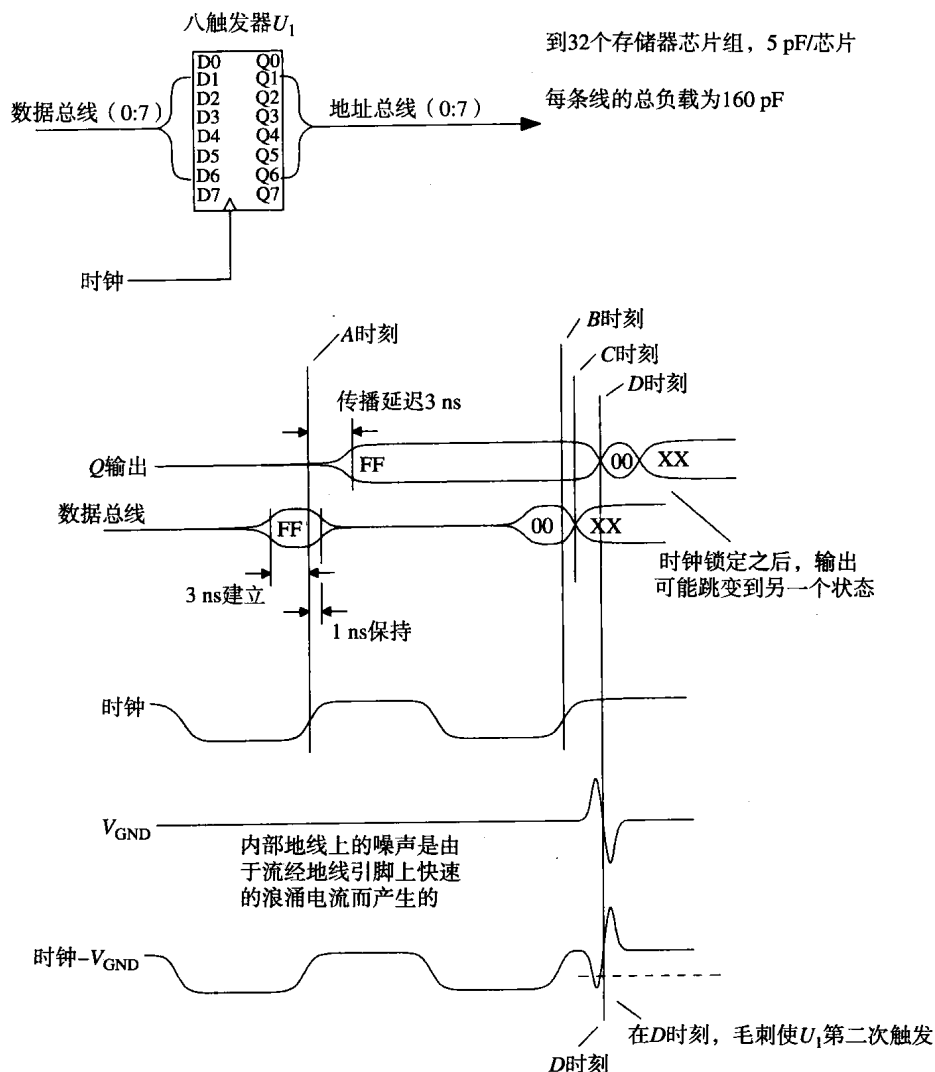 八触发器U₁
到32个存储器芯片组，5 pF/芯片
每条线的总负载为160 pF
数据总线（0:7）
地址总线（0:7）
D0 Q0
D1 Q1
D2 Q2
D3 Q3
D4 Q4
D5 Q5
D6 Q6
D7 Q7
时钟
A时刻
B时刻
C时刻
D时刻
传播延迟3 ns
Q输出
FF
00
XX
数据总线
FF
00
XX
3 ns建立
1 ns保持
时钟锁定之后，输出
可能跳变到另一个状态
时钟
VGND
内部地线上的噪声是由
于流经地线引脚上快速
的浪涌电流而产生的
时钟–VGND
在D时刻，毛刺使U₁第二次触发
D时刻